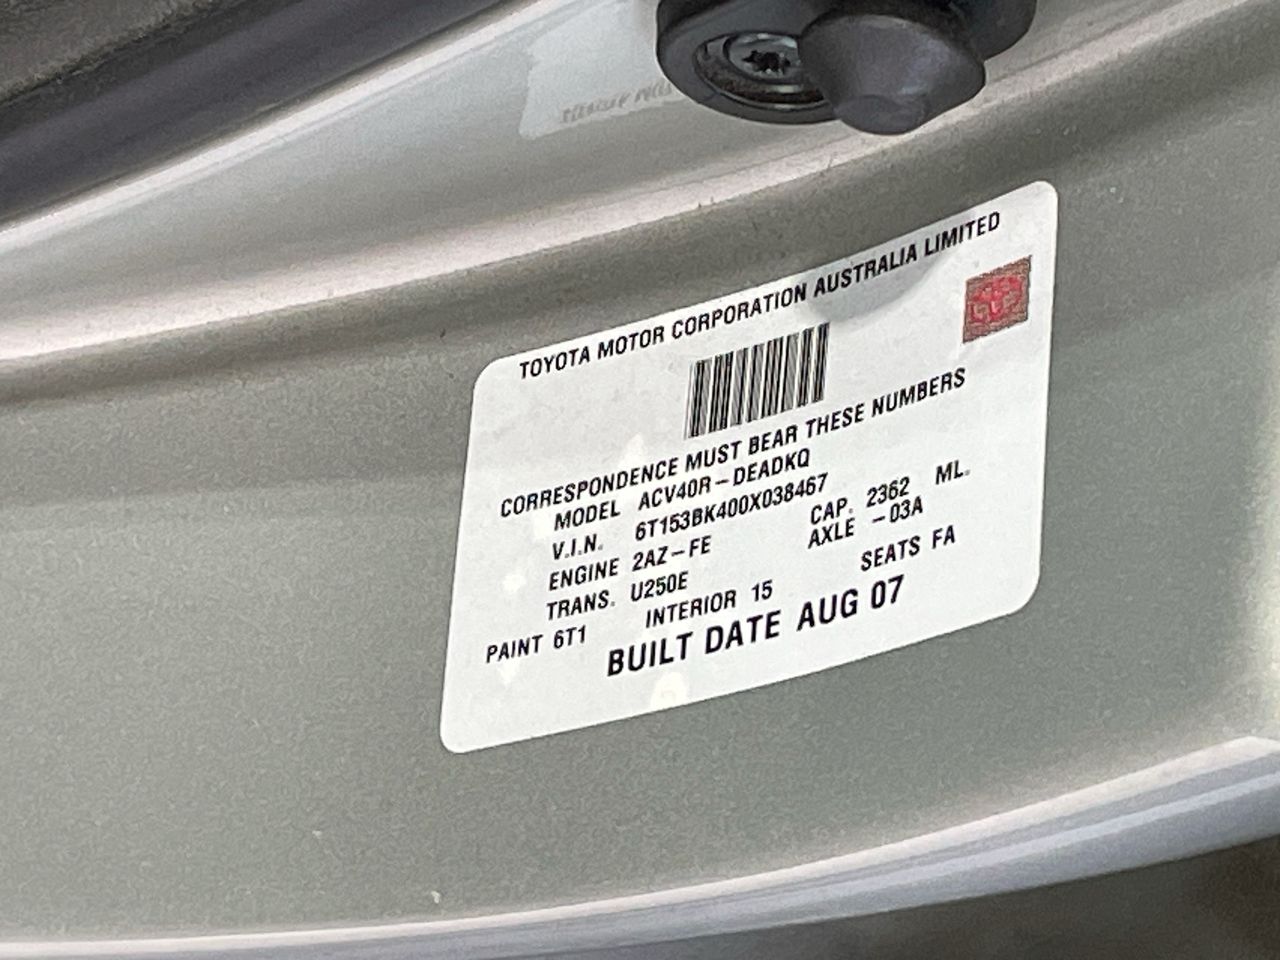 TOYOTA MOTOR CORPORATION AUSTRALIA LIMITED
CORRESPONDENCE MUST BEAR THESE NUMBERS
MODEL ACV40R-DEADKQ
V.I.N. 6T153BK400X038467
ENGINE 2AZ-FE CAP. 2362 ML.
TRANS. U250E AXLE -03A
PAINT 6T1 INTERIOR 15 SEATS FA
BUILT DATE AUG 07